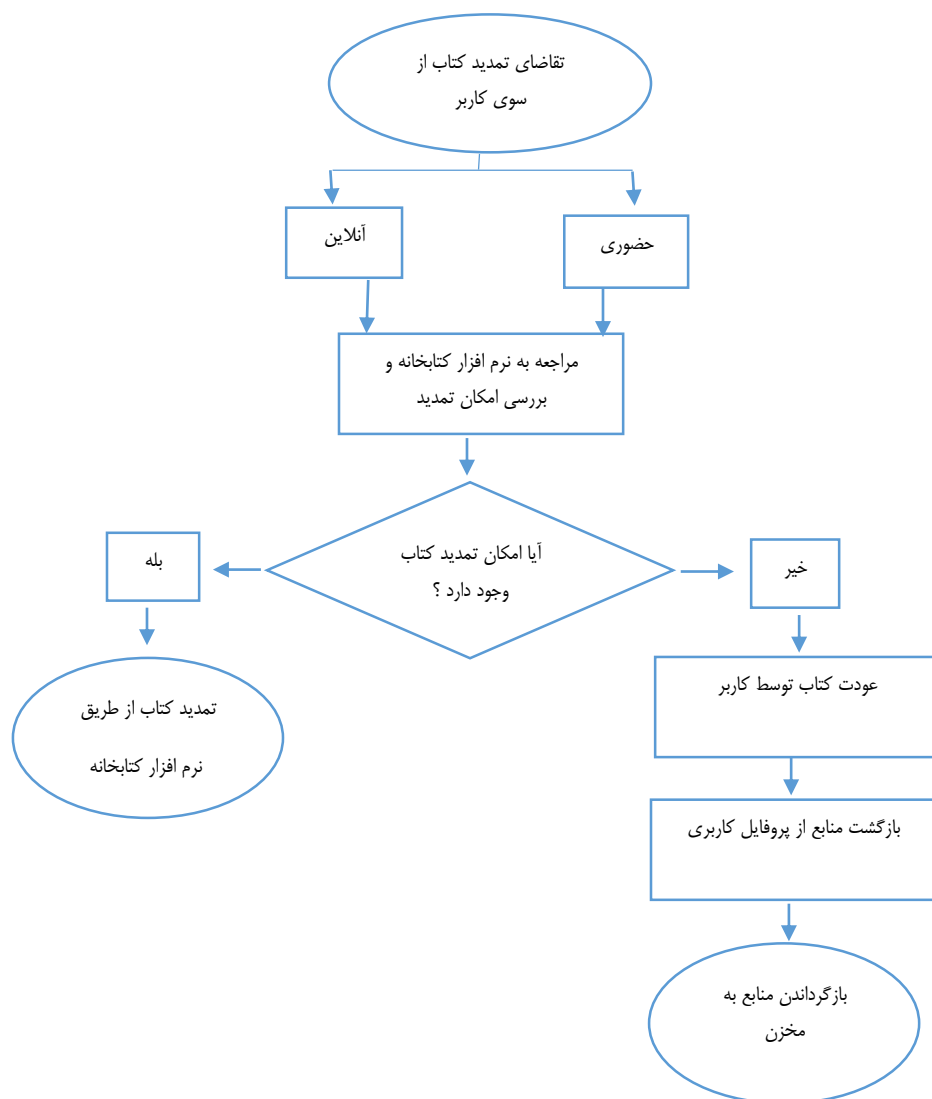 تقاضای تمدید کتاب از
سوی کاربر
حضوری
آنلاین
مراجعه به نرم افزار کتابخانه و
بررسی امکان تمدید
آیا امکان تمدید کتاب
وجود دارد ؟
خیر
بله
عودت کتاب توسط کاربر
تمدید کتاب از طریق
نرم افزار کتابخانه
بازگشت منابع از پروفایل کاربری
بازگرداندن منابع به
مخزن